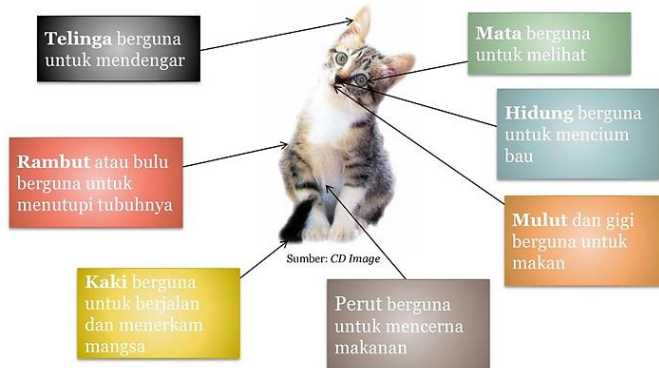 Telinga berguna
untuk mendengar
Mata berguna
untuk melihat
Hidung berguna
untuk mencium
bau
Rambut atau bulu
berguna untuk
menutupi tubuhnya
Mulut dan gigi
berguna untuk
makan
Sumber: CD Image
Kaki berguna
untuk berjalan
dan menerkam
mangsa
Perut berguna
untuk mencerna
makanan